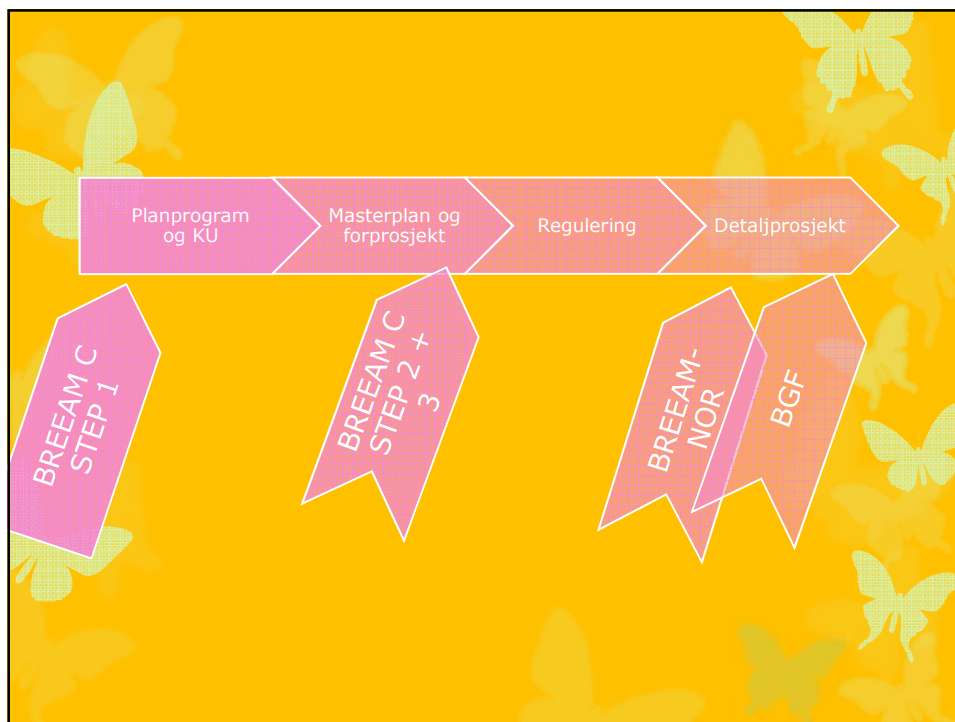 Planprogram
og KU
Masterplan og
forprosjekt
Regulering
Detaljprosjekt
BREEAM C
STEP 1
BREEAM C
STEP 2 +
3
BREEAM-
NOR
BGF